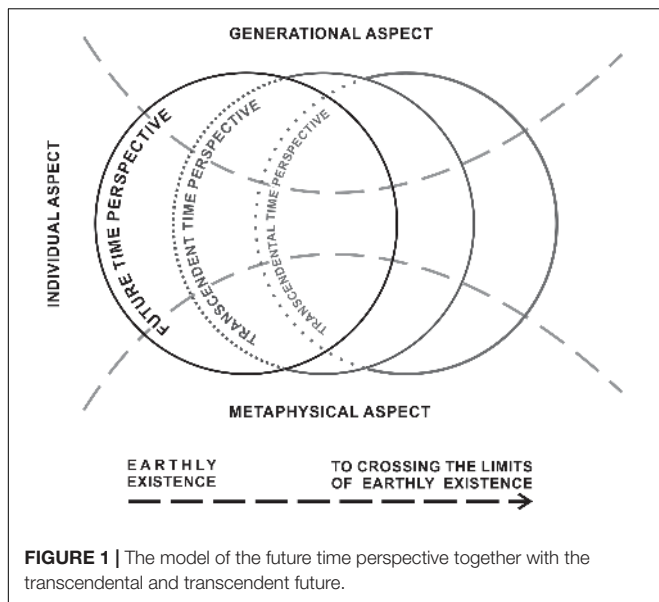 GENERATIONAL ASPECT
INDIVIDUAL ASPECT
FUTURE TIME PERSPECTIVE
TRANSCENDENT TIME PERSPECTIVE
TRANSCENDENTAL TIME PERSPECTIVE
METAPHYSICAL ASPECT
EARTHLY
EXISTENCE
TO CROSSING THE LIMITS
OF EARTHLY EXISTENCE
FIGURE 1 | The model of the future time perspective together with the
transcendental and transcendent future.